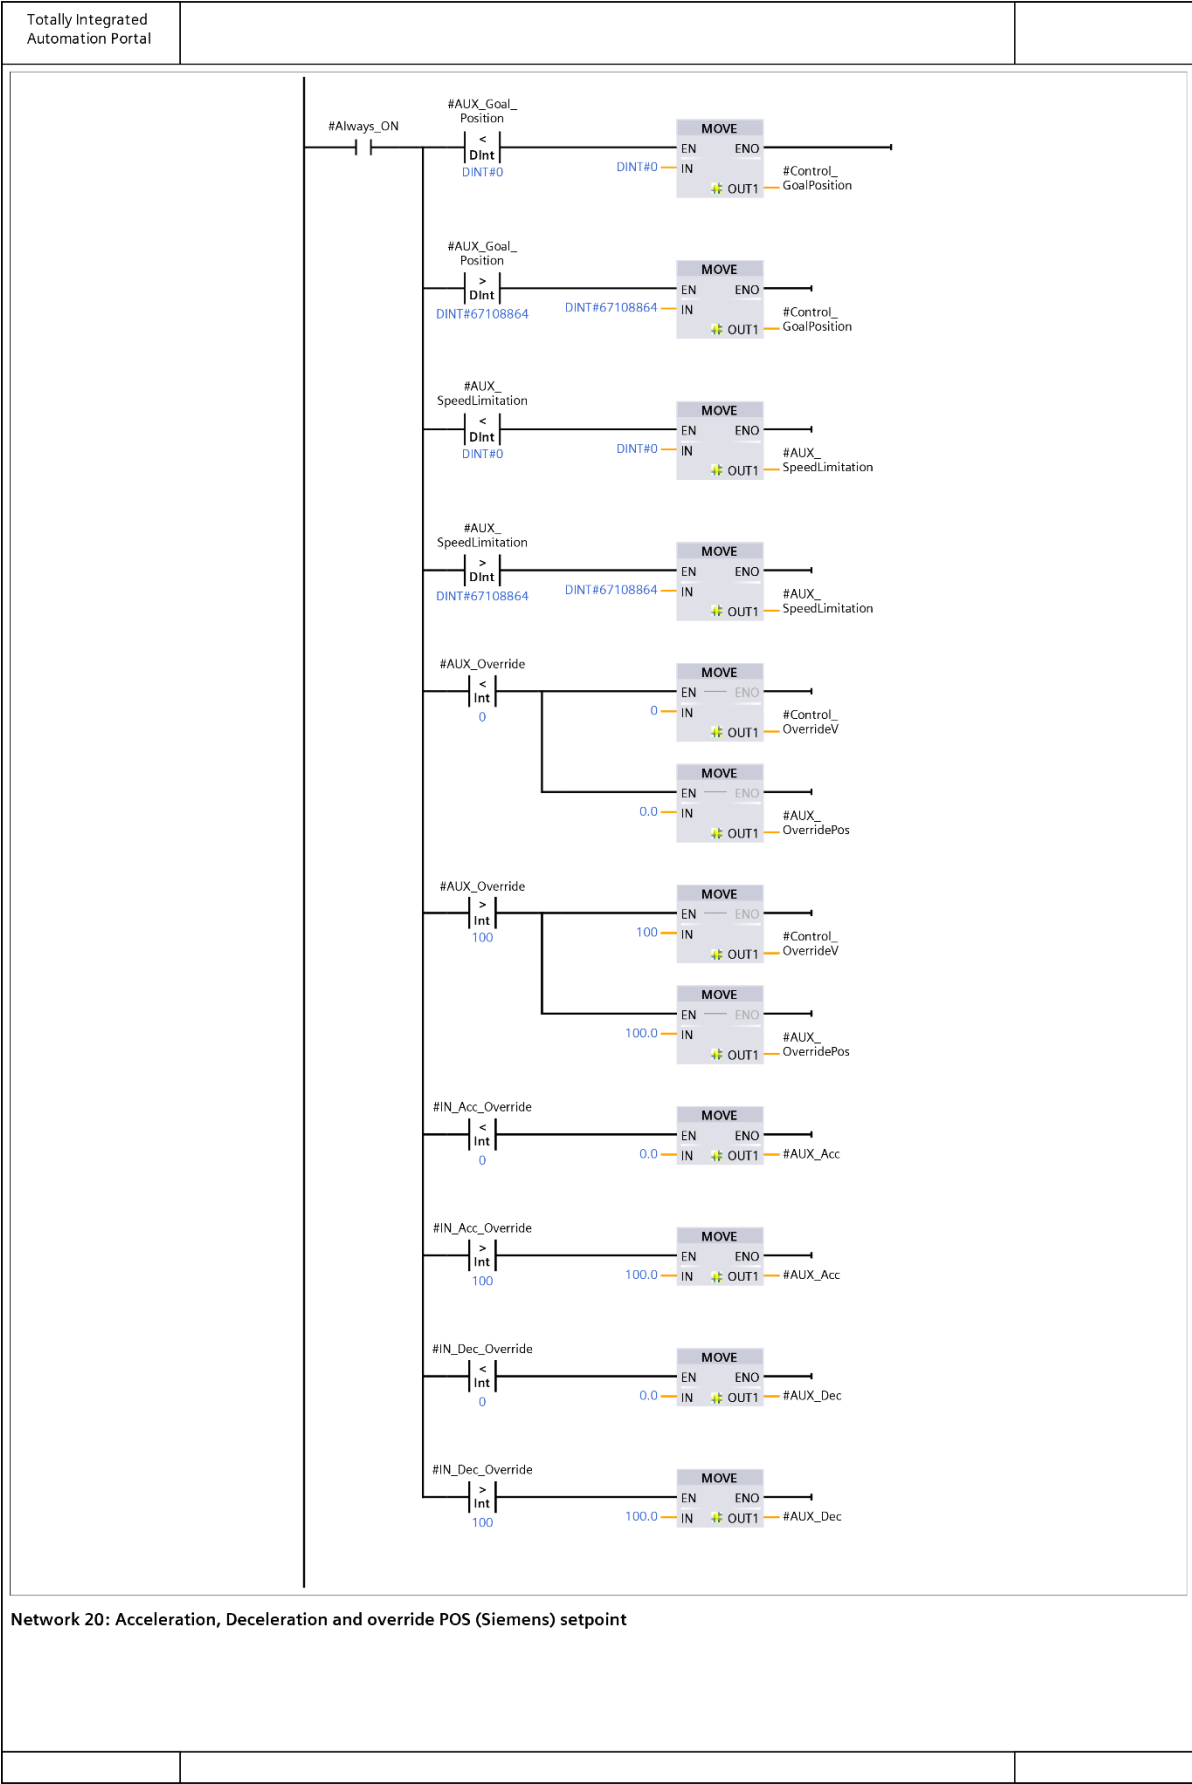 Totally Integrated
Automation Portal
#Always_ON
#AUX_Goal_
Position
<
DInt
DINT#0
MOVE
EN ENO
DINT#0 IN
OUT1
#Control_
GoalPosition
#AUX_Goal_
Position
>
DInt
DINT#67108864
MOVE
EN ENO
DINT#67108864 IN
OUT1
#Control_
GoalPosition
#AUX_
SpeedLimitation
<
DInt
DINT#0
MOVE
EN ENO
DINT#0 IN
OUT1
#AUX_
SpeedLimitation
#AUX_
SpeedLimitation
>
DInt
DINT#67108864
MOVE
EN ENO
DINT#67108864 IN
OUT1
#AUX_
SpeedLimitation
#AUX_Override
<
Int
0
MOVE
EN ENO
0 IN
OUT1
#Control_
OverrideV
MOVE
EN ENO
0.0 IN
OUT1
#AUX_
OverridePos
#AUX_Override
>
Int
100
MOVE
EN ENO
100 IN
OUT1
#Control_
OverrideV
MOVE
EN ENO
100.0 IN
OUT1
#AUX_
OverridePos
#IN_Acc_Override
<
Int
0
MOVE
EN ENO
0.0 IN OUT1 #AUX_Acc
#IN_Acc_Override
>
Int
100
MOVE
EN ENO
100.0 IN OUT1 #AUX_Acc
#IN_Dec_Override
<
Int
0
MOVE
EN ENO
0.0 IN OUT1 #AUX_Dec
#IN_Dec_Override
>
Int
100
MOVE
EN ENO
100.0 IN OUT1 #AUX_Dec
Network 20: Acceleration, Deceleration and override POS (Siemens) setpoint